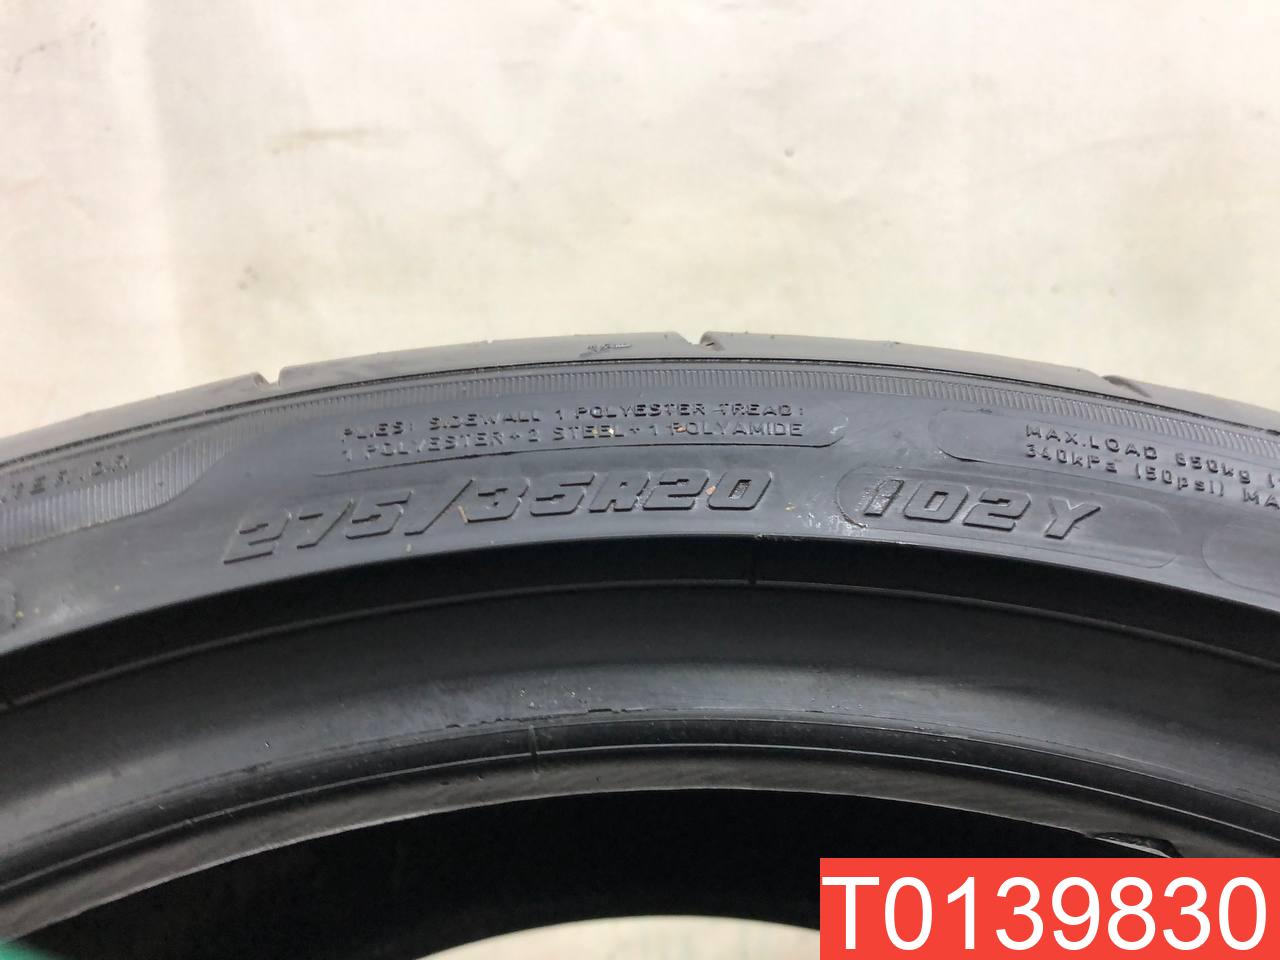 PLIES: SIDEWALL 1 POLYESTER TREAD:
1 POLYESTER + 2 STEEL + 1 POLYAMIDE
MAX.LOAD 850kg
340kPa (50psi) MA
275/35R20 102Y
T0139830